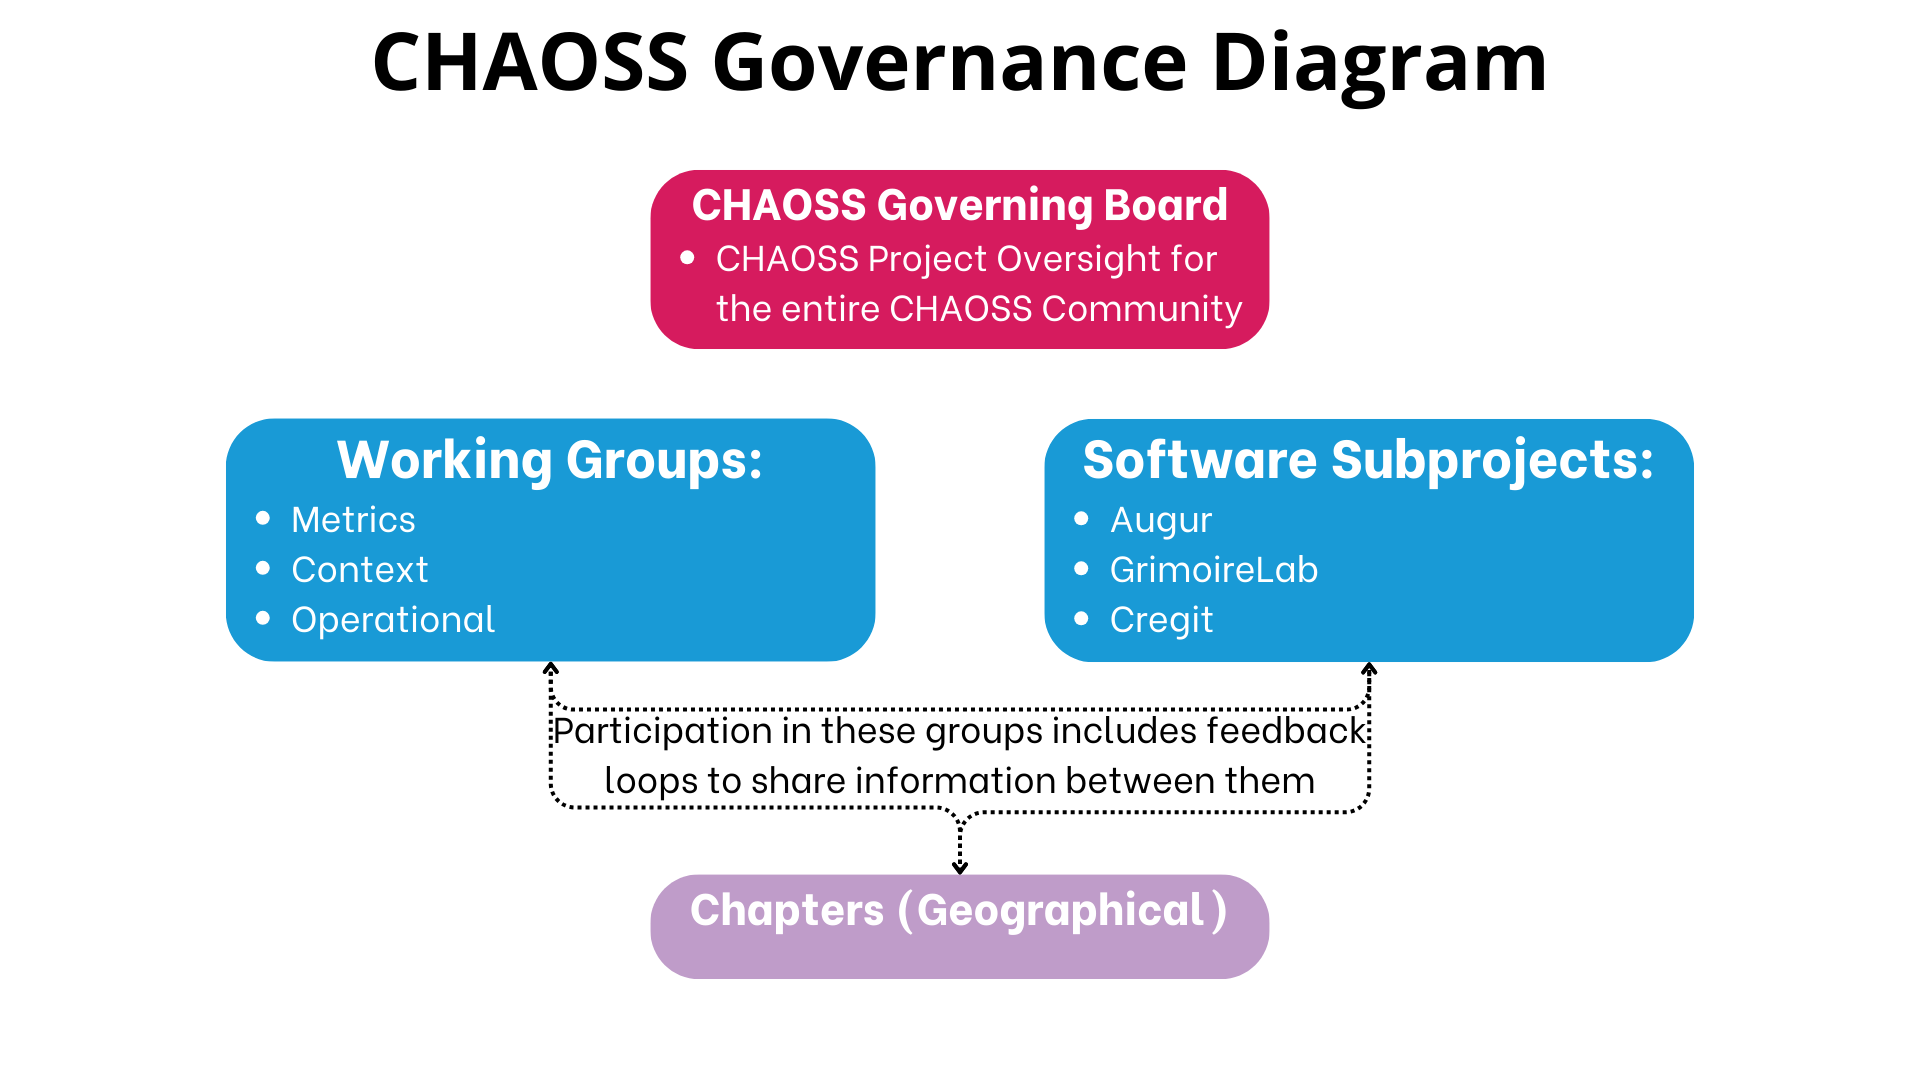 CHAOSS Governance Diagram
CHAOSS Governing Board
• CHAOSS Project Oversight for
the entire CHAOSS Community
Working Groups:
• Metrics
• Context
• Operational
Software Subprojects:
• Augur
• GrimoireLab
• Cregit
Participation in these groups includes feedback
loops to share information between them
Chapters (Geographical)